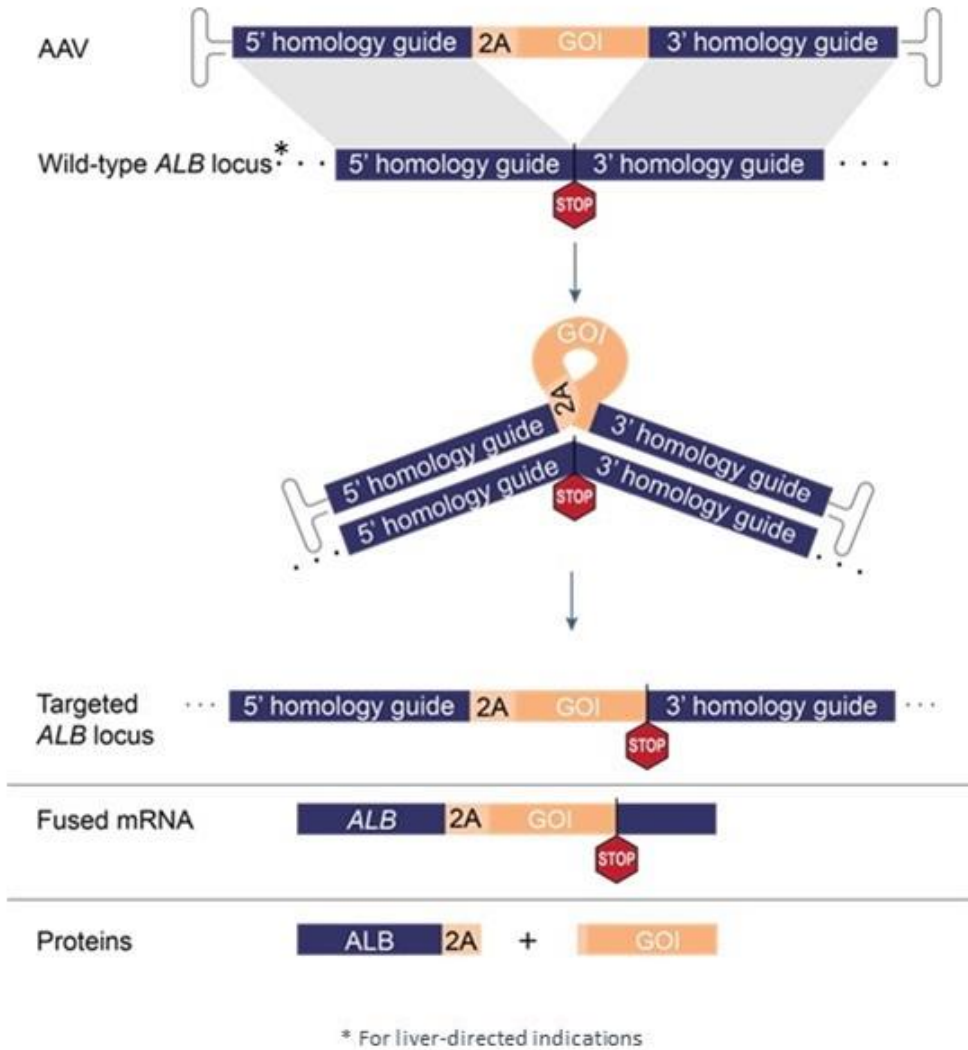 AAV
5' homology guide 2A GOI 3' homology guide
Wild-type ALB locus* · · · 5' homology guide 3' homology guide · · ·
STOP
GOI
2A
5' homology guide 3' homology guide
5' homology guide 3' homology guide
STOP
Targeted
ALB locus
· · · 5' homology guide 2A GOI 3' homology guide · · ·
STOP
Fused mRNA ALB 2A GOI
STOP
Proteins ALB 2A + GOI
* For liver-directed indications